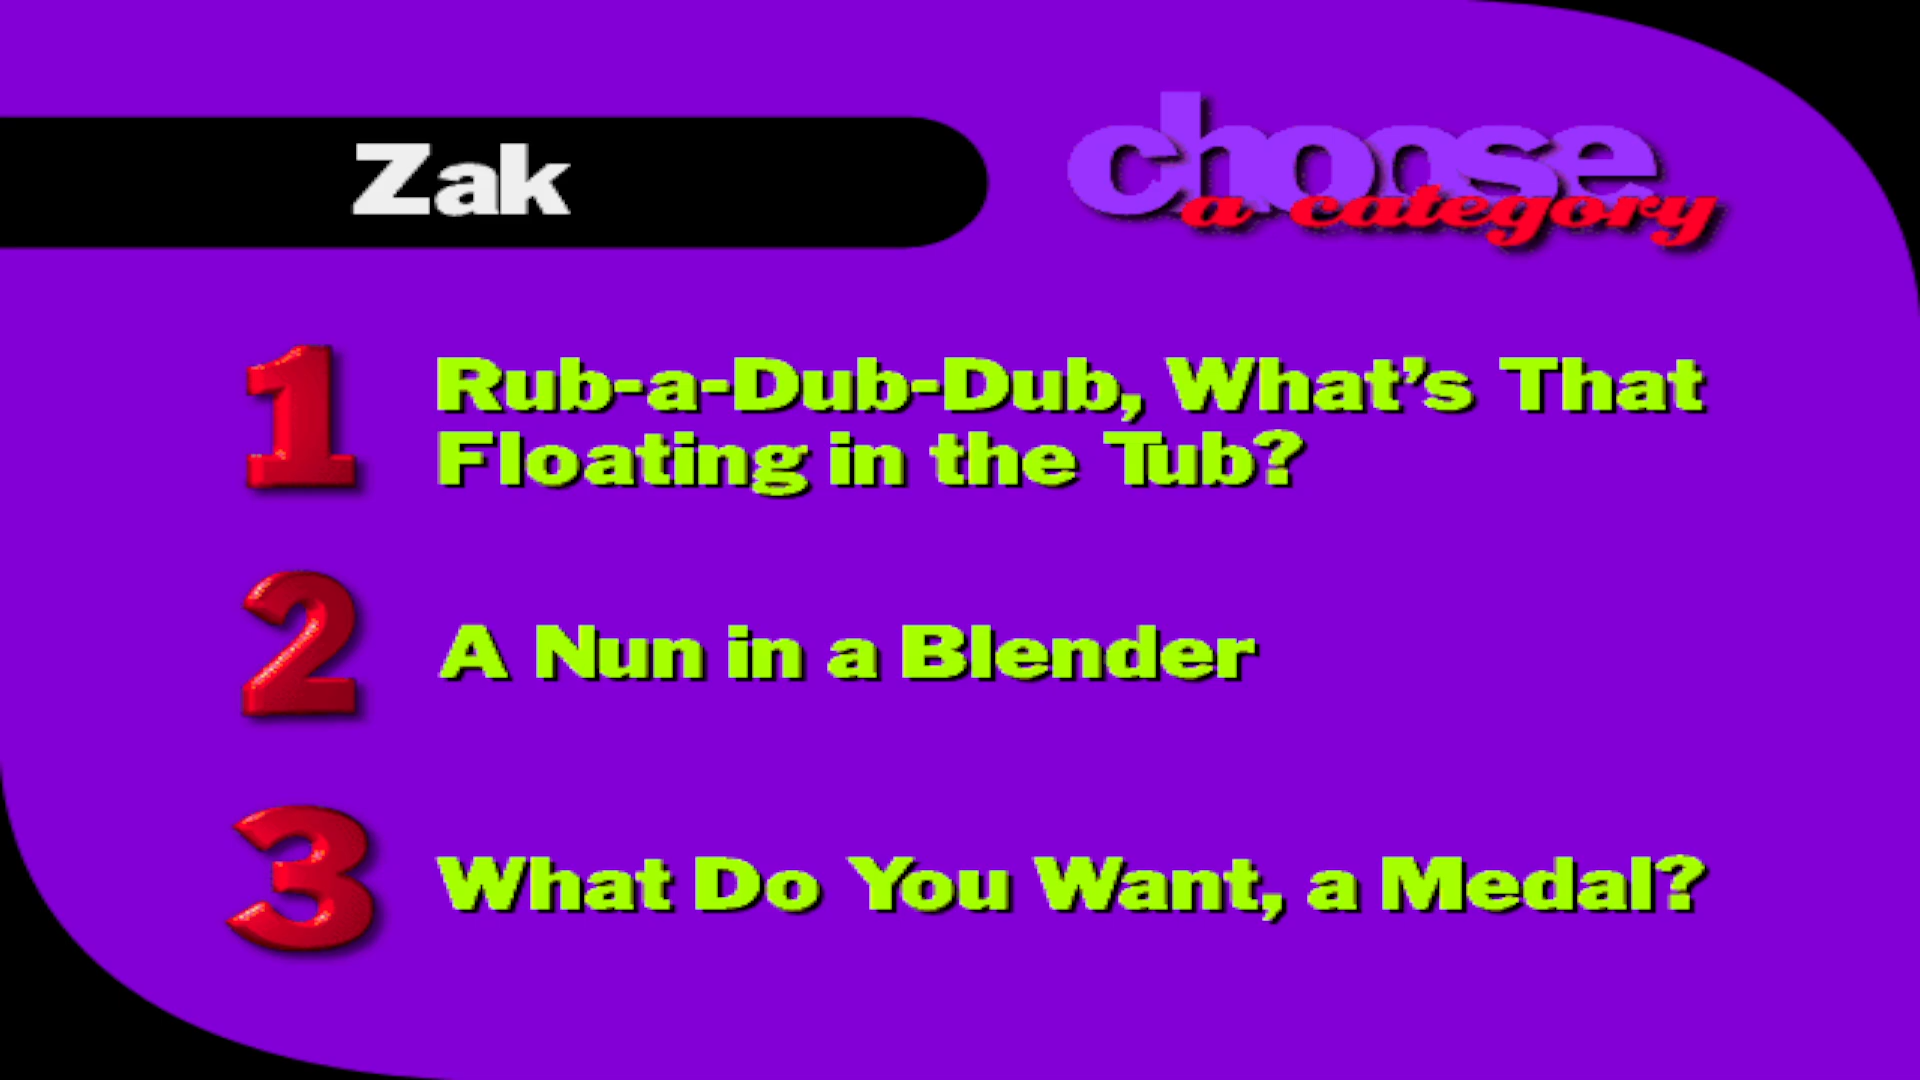 Zak
choose
a category
1
Rub-a-Dub-Dub, What’s That
Floating in the Tub?
2
A Nun in a Blender
3
What Do You Want, a Medal?